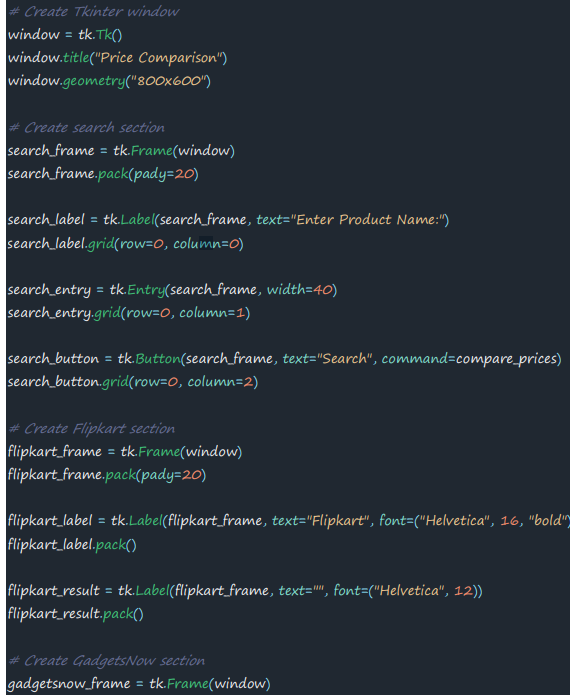 # Create Tkinter window
window = tk.Tk()
window.title("Price Comparison")
window.geometry("800x600")
# Create search section
search_frame = tk.Frame(window)
search_frame.pack(pady=20)
search_label = tk.Label(search_frame, text="Enter Product Name:")
search_label.grid(row=0, column=0)
search_entry = tk.Entry(search_frame, width=40)
search_entry.grid(row=0, column=1)
search_button = tk.Button(search_frame, text="Search", command=compare_prices)
search_button.grid(row=0, column=2)
# Create Flipkart section
flipkart_frame = tk.Frame(window)
flipkart_frame.pack(pady=20)
flipkart_label = tk.Label(flipkart_frame, text="Flipkart", font=("Helvetica", 16, "bold")
flipkart_label.pack()
flipkart_result = tk.Label(flipkart_frame, text="", font=("Helvetica", 12))
flipkart_result.pack()
# Create GadgetsNow section
gadgetsnow_frame = tk.Frame(window)